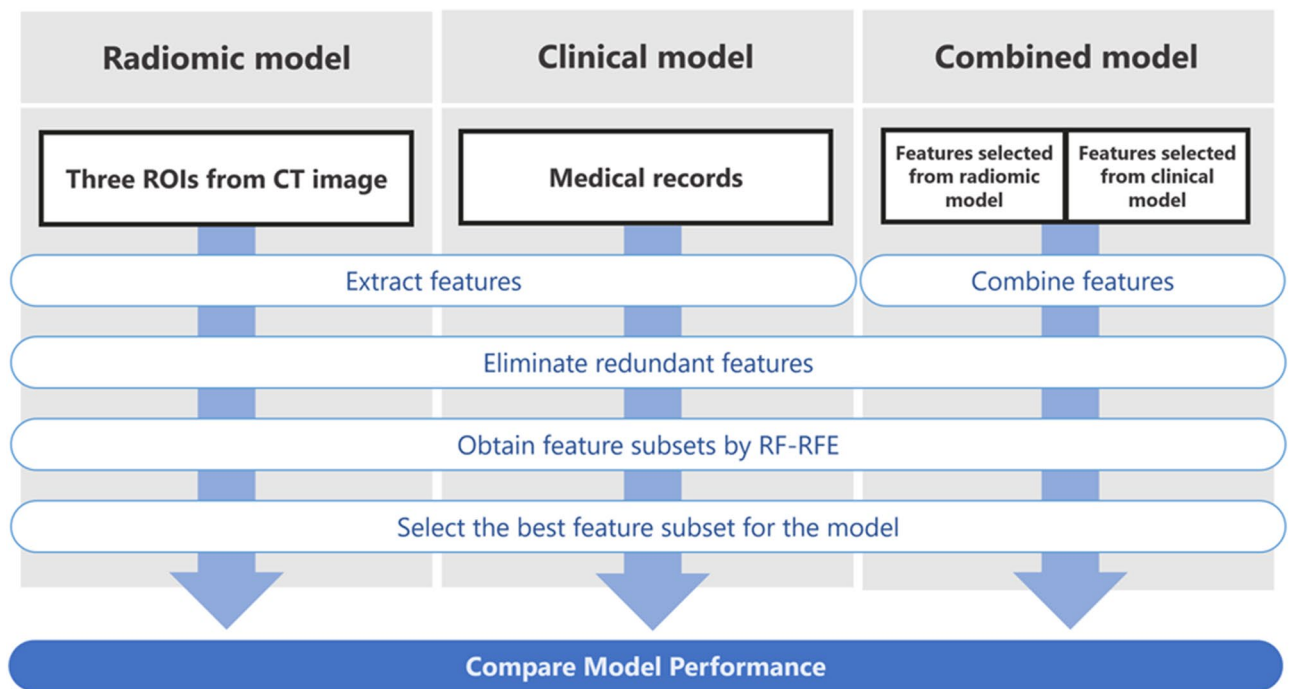 Radiomic model
Clinical model
Combined model
Three ROIs from CT image
Medical records
Features selected
from radiomic
model
Features selected
from clinical
model
Extract features
Combine features
Eliminate redundant features
Obtain feature subsets by RF-RFE
Select the best feature subset for the model
Compare Model Performance